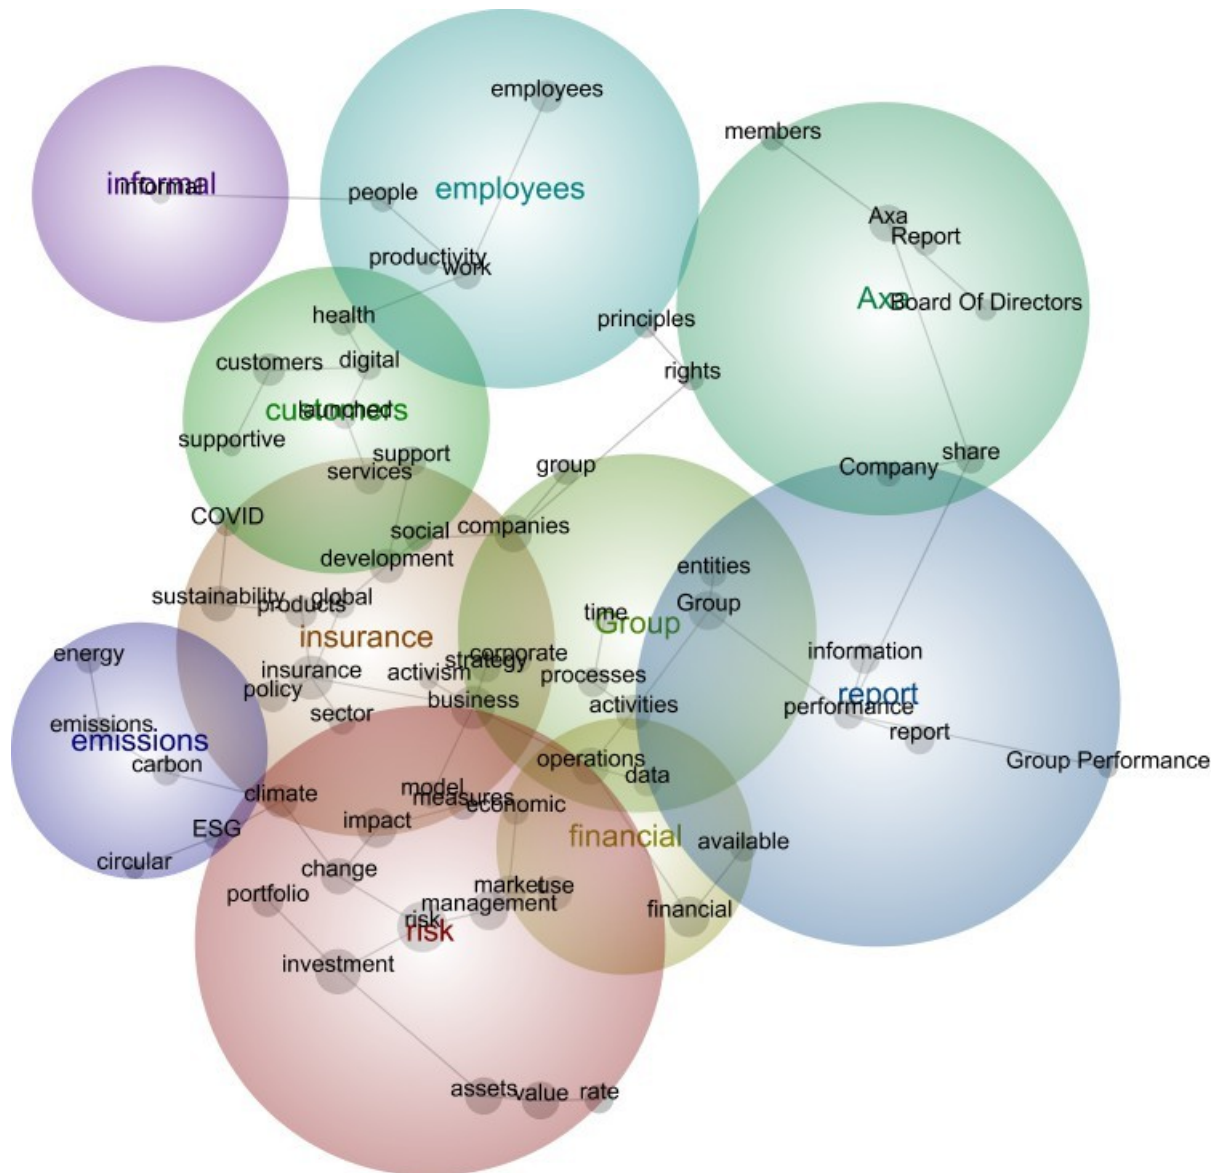 employees
members
informal
informal
people
employees
Axa
Report
productivity
work
Axa
Board Of Directors
health
principles
customers
digital
rights
customers
launched
supportive
support
services
group
Company
share
COVID
social
companies
development
entities
sustainability
products
global
time
Group
insurance
Group
energy
insurance
activism
strategy
corporate
information
policy
processes
report
sector
business
activities
performance
emissions
emissions
report
carbon
operations
data
Group Performance
climate
model
measures
economic
ESG
impact
financial
available
circular
change
portfolio
market
use
management
financial
risk
risk
investment
assets
value
rate